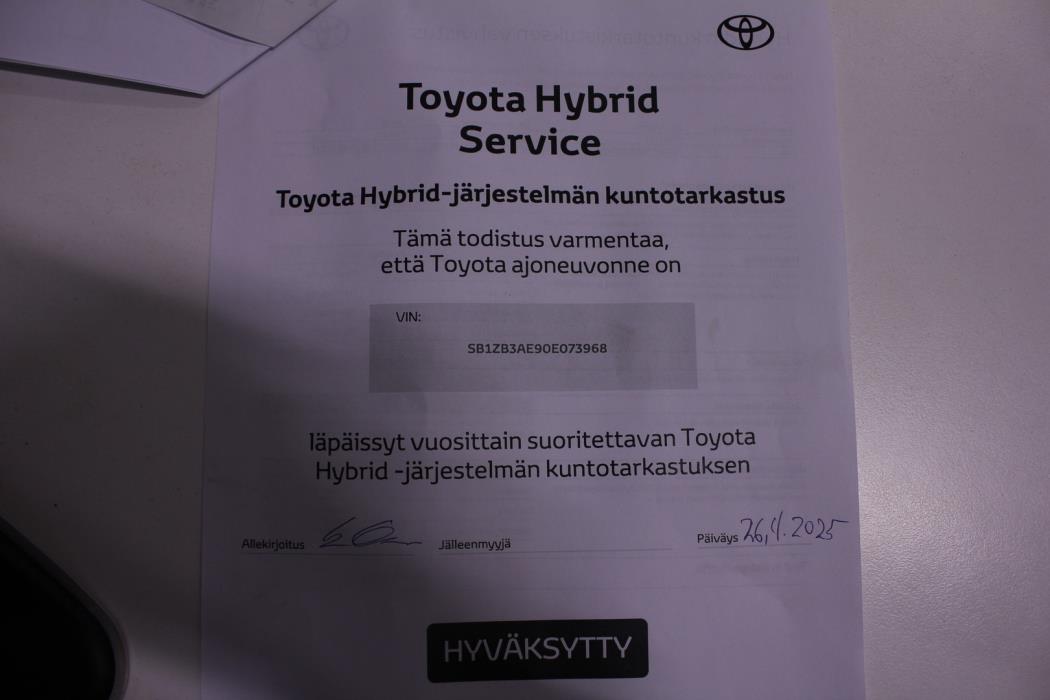 Toyota Hybrid
Service
Toyota Hybrid-järjestelmän kuntotarkastus
Tämä todistus varmentaa,
että Toyota ajoneuvonne on
VIN:
SB1ZB3AE90E073968
läpäissyt vuosittain suoritettavan Toyota
Hybrid -järjestelmän kuntotarkastuksen
Allekirjoitus Jälleenmyyjä Päiväys 26,4.2025
HYVÄKSYTTY